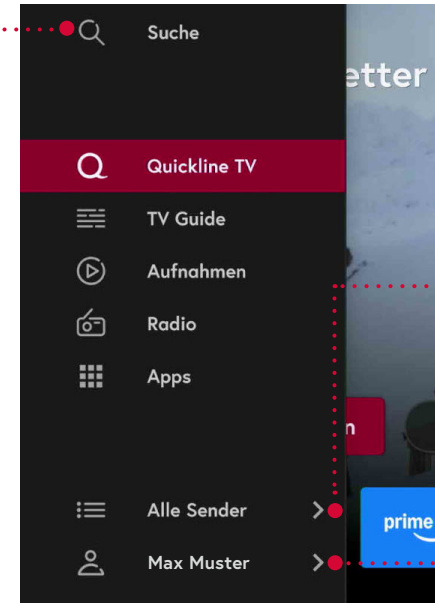 Suche
etter
Quickline TV
TV Guide
Aufnahmen
Radio
Apps
n
Alle Sender
prime
Max Muster